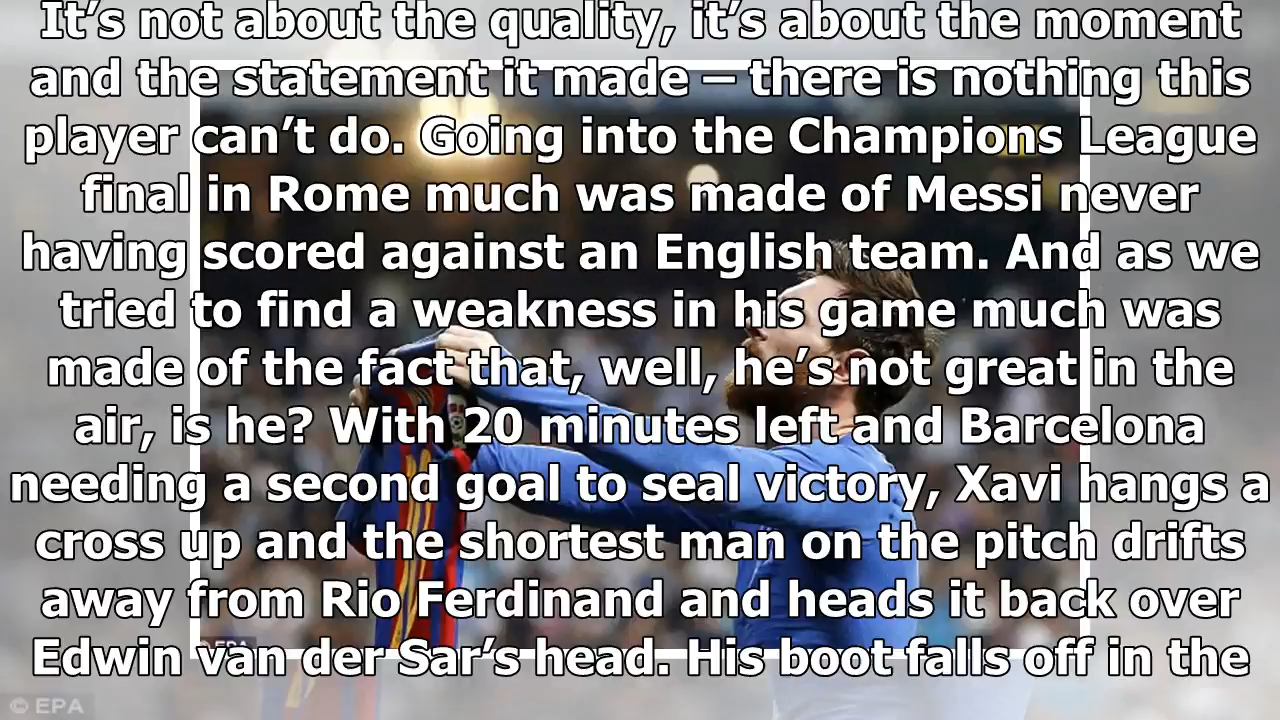 It’s not about the quality, it’s about the moment
and the statement it made – there is nothing this
player can’t do. Going into the Champions League
final in Rome much was made of Messi never
having scored against an English team. And as we
tried to find a weakness in his game much was
made of the fact that, well, he’s not great in the
air, is he? With 20 minutes left and Barcelona
needing a second goal to seal victory, Xavi hangs a
cross up and the shortest man on the pitch drifts
away from Rio Ferdinand and heads it back over
Edwin van der Sar’s head. His boot falls off in the
© EPA
© EPA